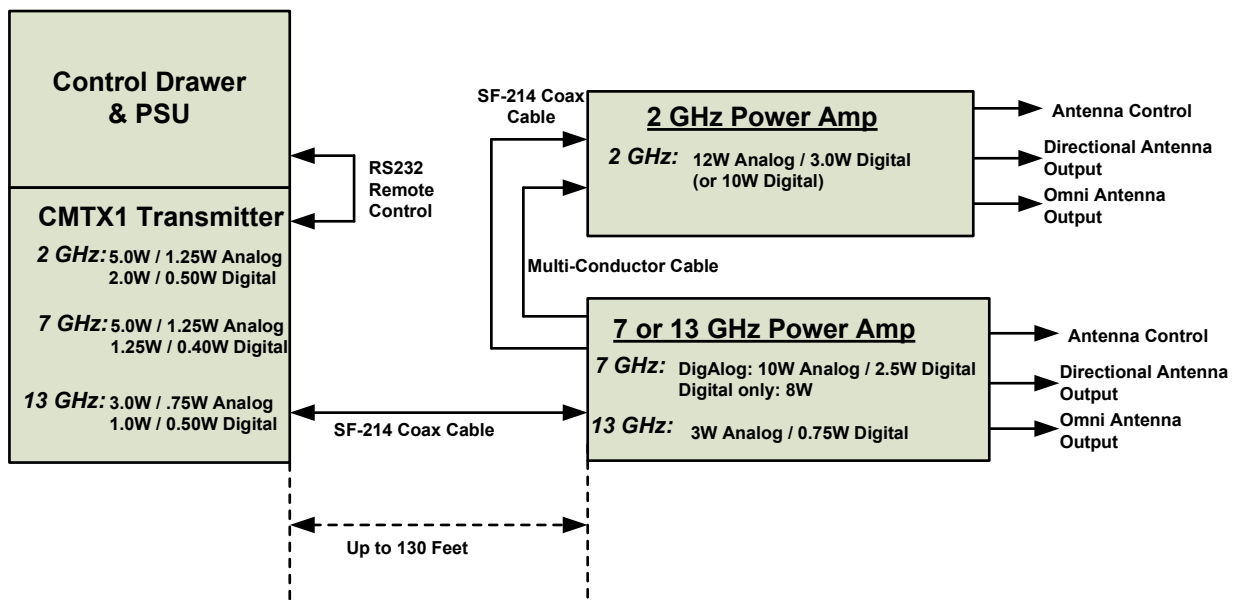 Control Drawer
& PSU
RS232
Remote
Control
CMTX1 Transmitter
2 GHz: 5.0W / 1.25W Analog
2.0W / 0.50W Digital
7 GHz: 5.0W / 1.25W Analog
1.25W / 0.40W Digital
13 GHz: 3.0W / .75W Analog
1.0W / 0.50W Digital
SF-214 Coax
Cable
2 GHz Power Amp
2 GHz: 12W Analog / 3.0W Digital
(or 10W Digital)
Antenna Control
Directional Antenna
Output
Omni Antenna
Output
Multi-Conductor Cable
7 or 13 GHz Power Amp
7 GHz: DigAlog: 10W Analog / 2.5W Digital
Digital only: 8W
13 GHz: 3W Analog / 0.75W Digital
Antenna Control
Directional Antenna
Output
Omni Antenna
Output
SF-214 Coax Cable
Up to 130 Feet